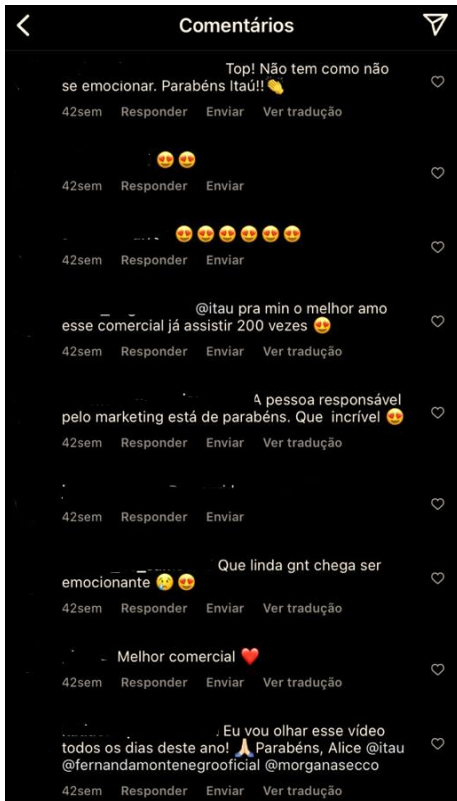 Comentários
Top! Não tem como não
se emocionar. Parabéns Itaú!!👏
42sem Responder Enviar Ver tradução
😍😍
42sem Responder Enviar
😍😍😍😍😍😍
42sem Responder Enviar
@itau pra min o melhor amo
esse comercial já assistir 200 vezes 😍
42sem Responder Enviar Ver tradução
A pessoa responsável
pelo marketing está de parabéns. Que incrível 😍
42sem Responder Enviar Ver tradução
42sem Responder Enviar
Que linda gnt chega ser
emocionante 😢😍
42sem Responder Enviar Ver tradução
Melhor comercial ❤️
42sem Responder Enviar Ver tradução
Eu vou olhar esse vídeo
todos os dias deste ano! 🙏🏻Parabéns, Alice @itau
@fernandamontenegrooficial @morganasecco
42sem Responder Enviar Ver tradução